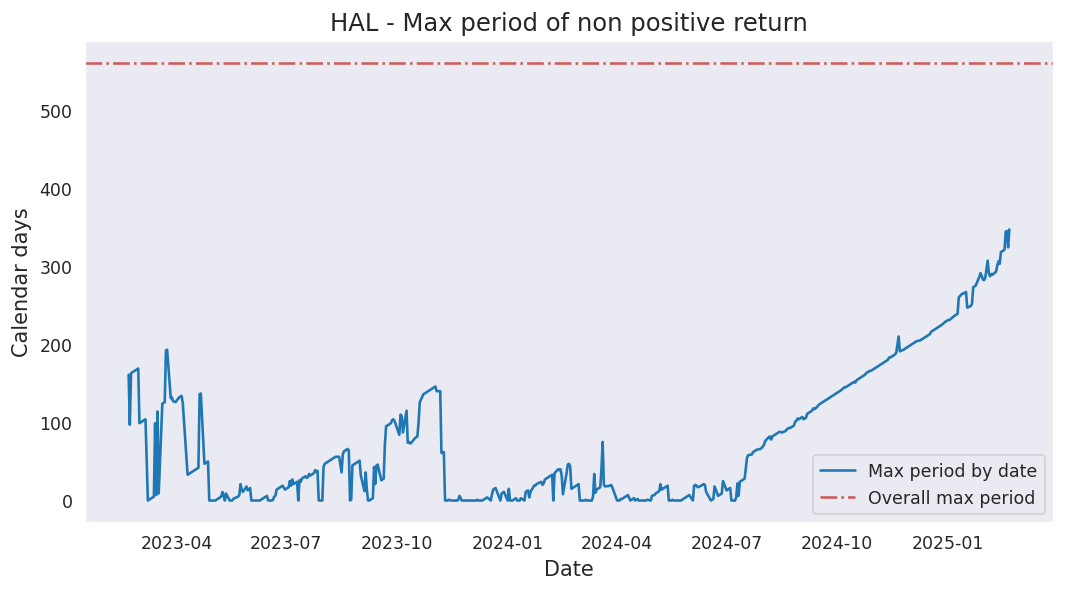 HAL - Max period of non positive return
Calendar days
500
400
300
200
100
0
Max period by date
Overall max period
2023-04
2023-07
2023-10
2024-01
2024-04
2024-07
2024-10
2025-01
Date